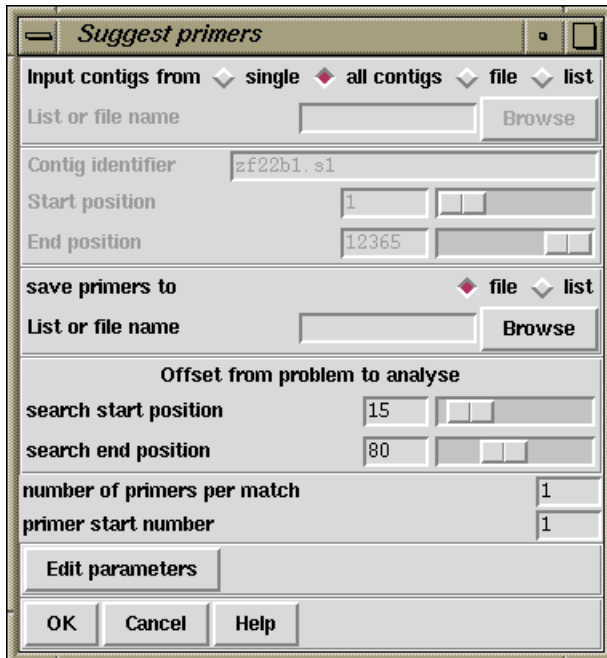 Suggest primers
Input contigs from single all contigs file list
List or file name Browse
Contig identifier zf22b1.s1
Start position 1
End position 12365
save primers to file list
List or file name Browse
Offset from problem to analyse
search start position 15
search end position 80
number of primers per match 1
primer start number 1
Edit parameters
OK Cancel Help